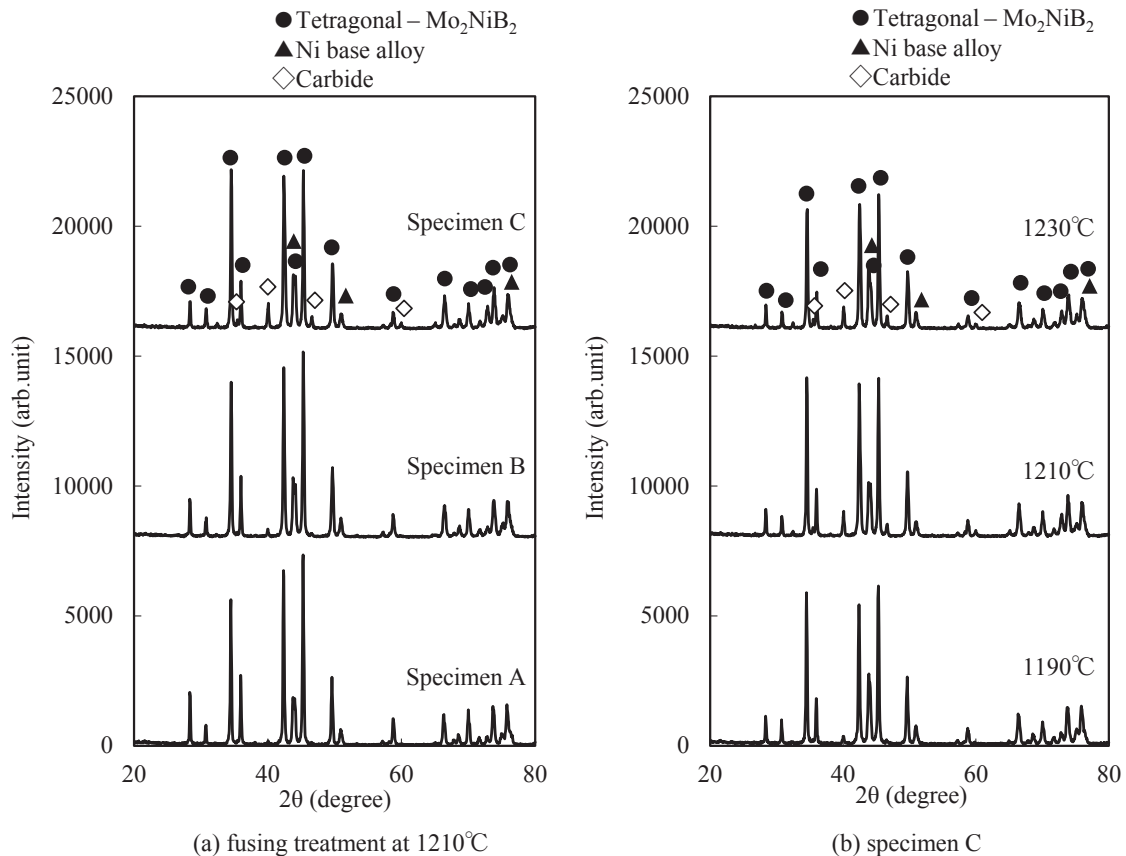 ● Tetragonal – Mo₂NiB₂
▲ Ni base alloy
◇ Carbide
25000
20000
15000
10000
5000
0
Intensity (arb.unit)
Specimen C
Specimen B
Specimen A
20 40 60 80
2θ (degree)
(a) fusing treatment at 1210℃
● Tetragonal – Mo₂NiB₂
▲ Ni base alloy
◇ Carbide
25000
20000
15000
10000
5000
0
Intensity (arb.unit)
1230℃
1210℃
1190℃
20 40 60 80
2θ (degree)
(b) specimen C